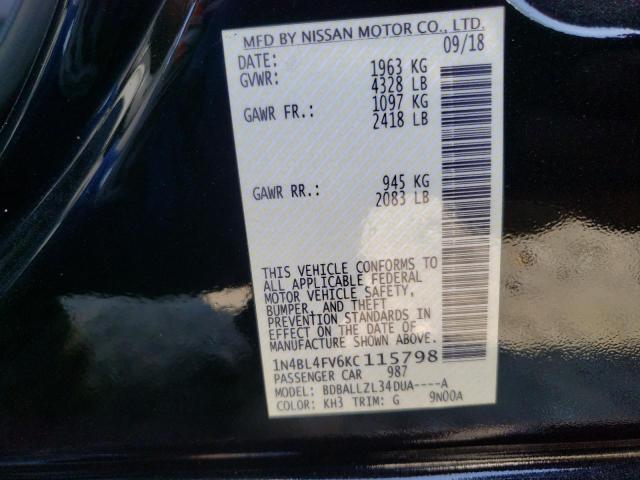 MFD BY NISSAN MOTOR CO., LTD.
DATE: 09/18
GVWR: 1963 KG
4328 LB
GAWR FR.: 1097 KG
2418 LB
GAWR RR.: 945 KG
2083 LB
THIS VEHICLE CONFORMS TO
ALL APPLICABLE FEDERAL
MOTOR VEHICLE SAFETY,
BUMPER, AND THEFT
PREVENTION STANDARDS IN
EFFECT ON THE DATE OF
MANUFACTURE SHOWN ABOVE.
1N4BL4FV6KC115798
PASSENGER CAR 987
MODEL: BDBALLZL34DUA----A
COLOR: KH3 TRIM: G 9N00A